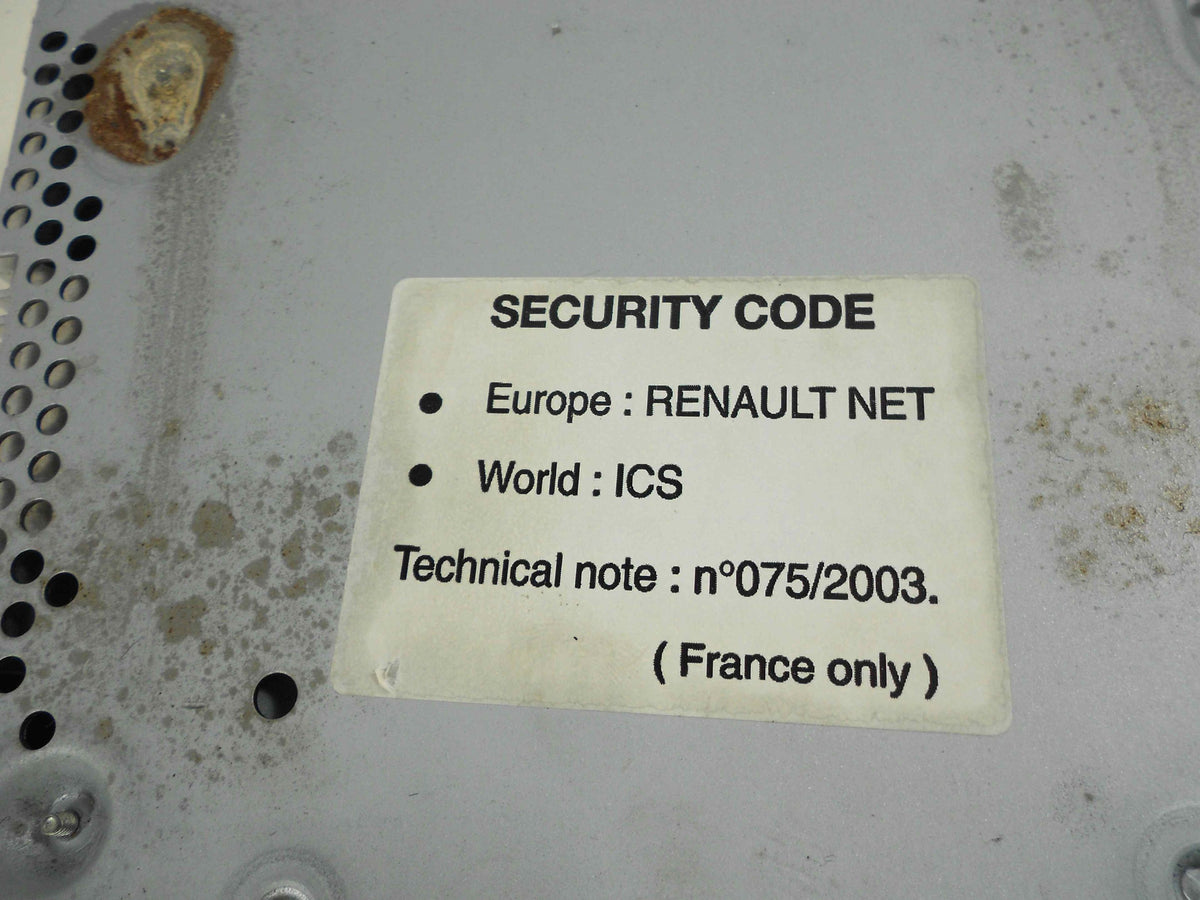 SECURITY CODE
● Europe : RENAULT NET
● World : ICS
Technical note : n°075/2003.
( France only )